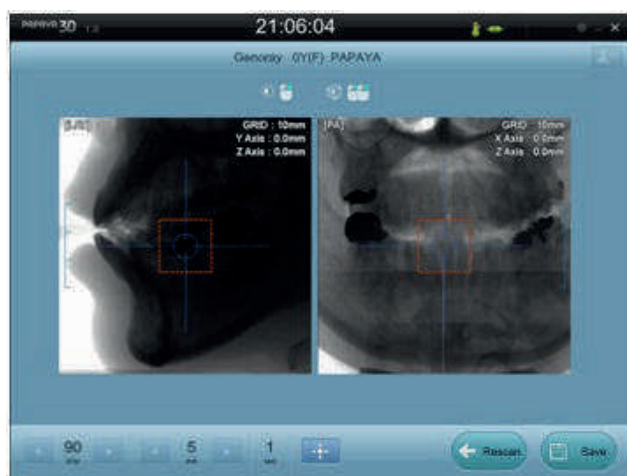 PAPAYA 3D
21:06:04
Genoray 0Y(F) PAPAYA
GRID : 10mm
Y Axis : 0.0mm
Z Axis : 0.0mm
[PA]
GRID : 10mm
X Axis : 0.0mm
Z Axis : 0.0mm
90
5
1
Rescan
Save